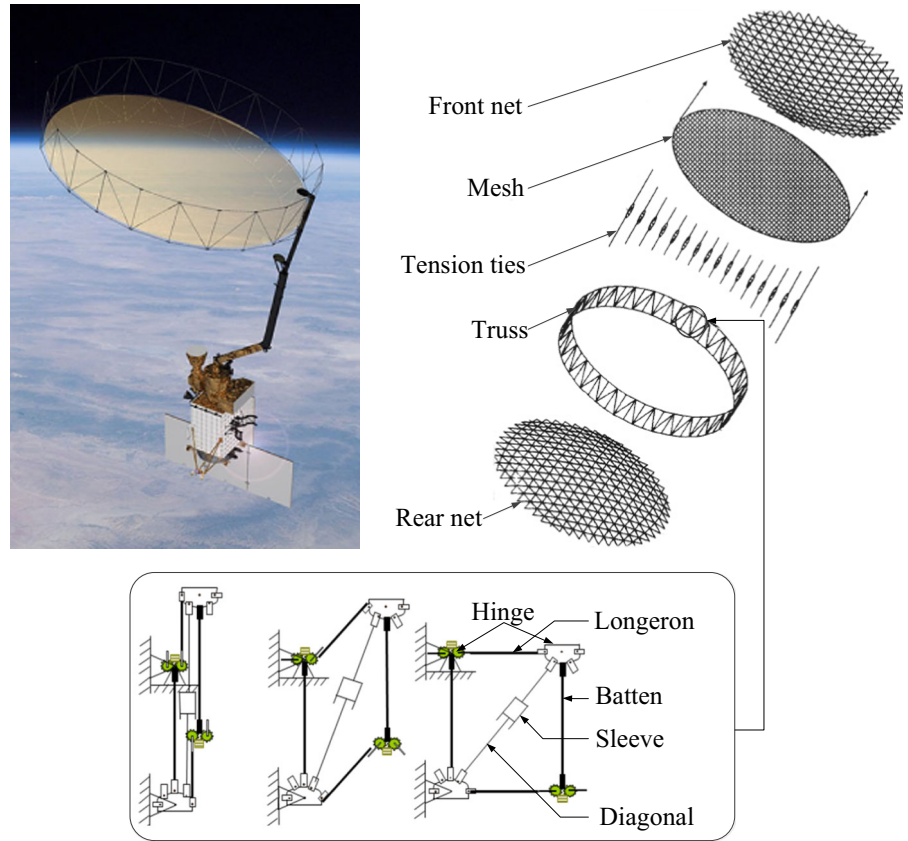 Front net
Mesh
Tension ties
Truss
Rear net
Hinge
Longeron
Batten
Sleeve
Diagonal